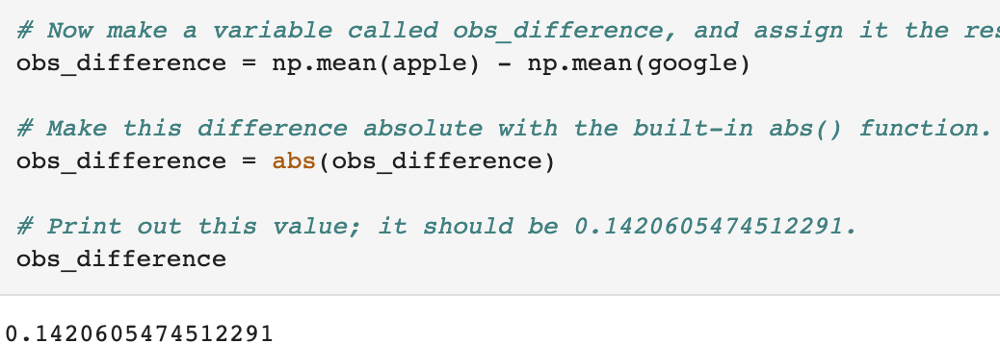 # Now make a variable called obs_difference, and assign it the
obs_difference = np.mean(apple) - np.mean(google)
# Make this difference absolute with the built-in abs() function.
obs_difference = abs(obs_difference)
# Print out this value; it should be 0.1420605474512291.
obs_difference
0.1420605474512291